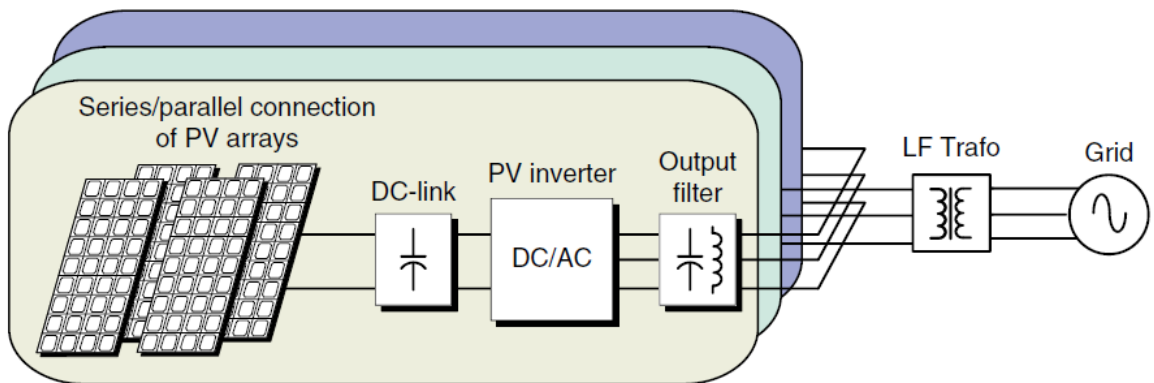 Series/parallel connection
of PV arrays
DC-link
PV inverter
DC/AC
Output
filter
LF Trafo
Grid